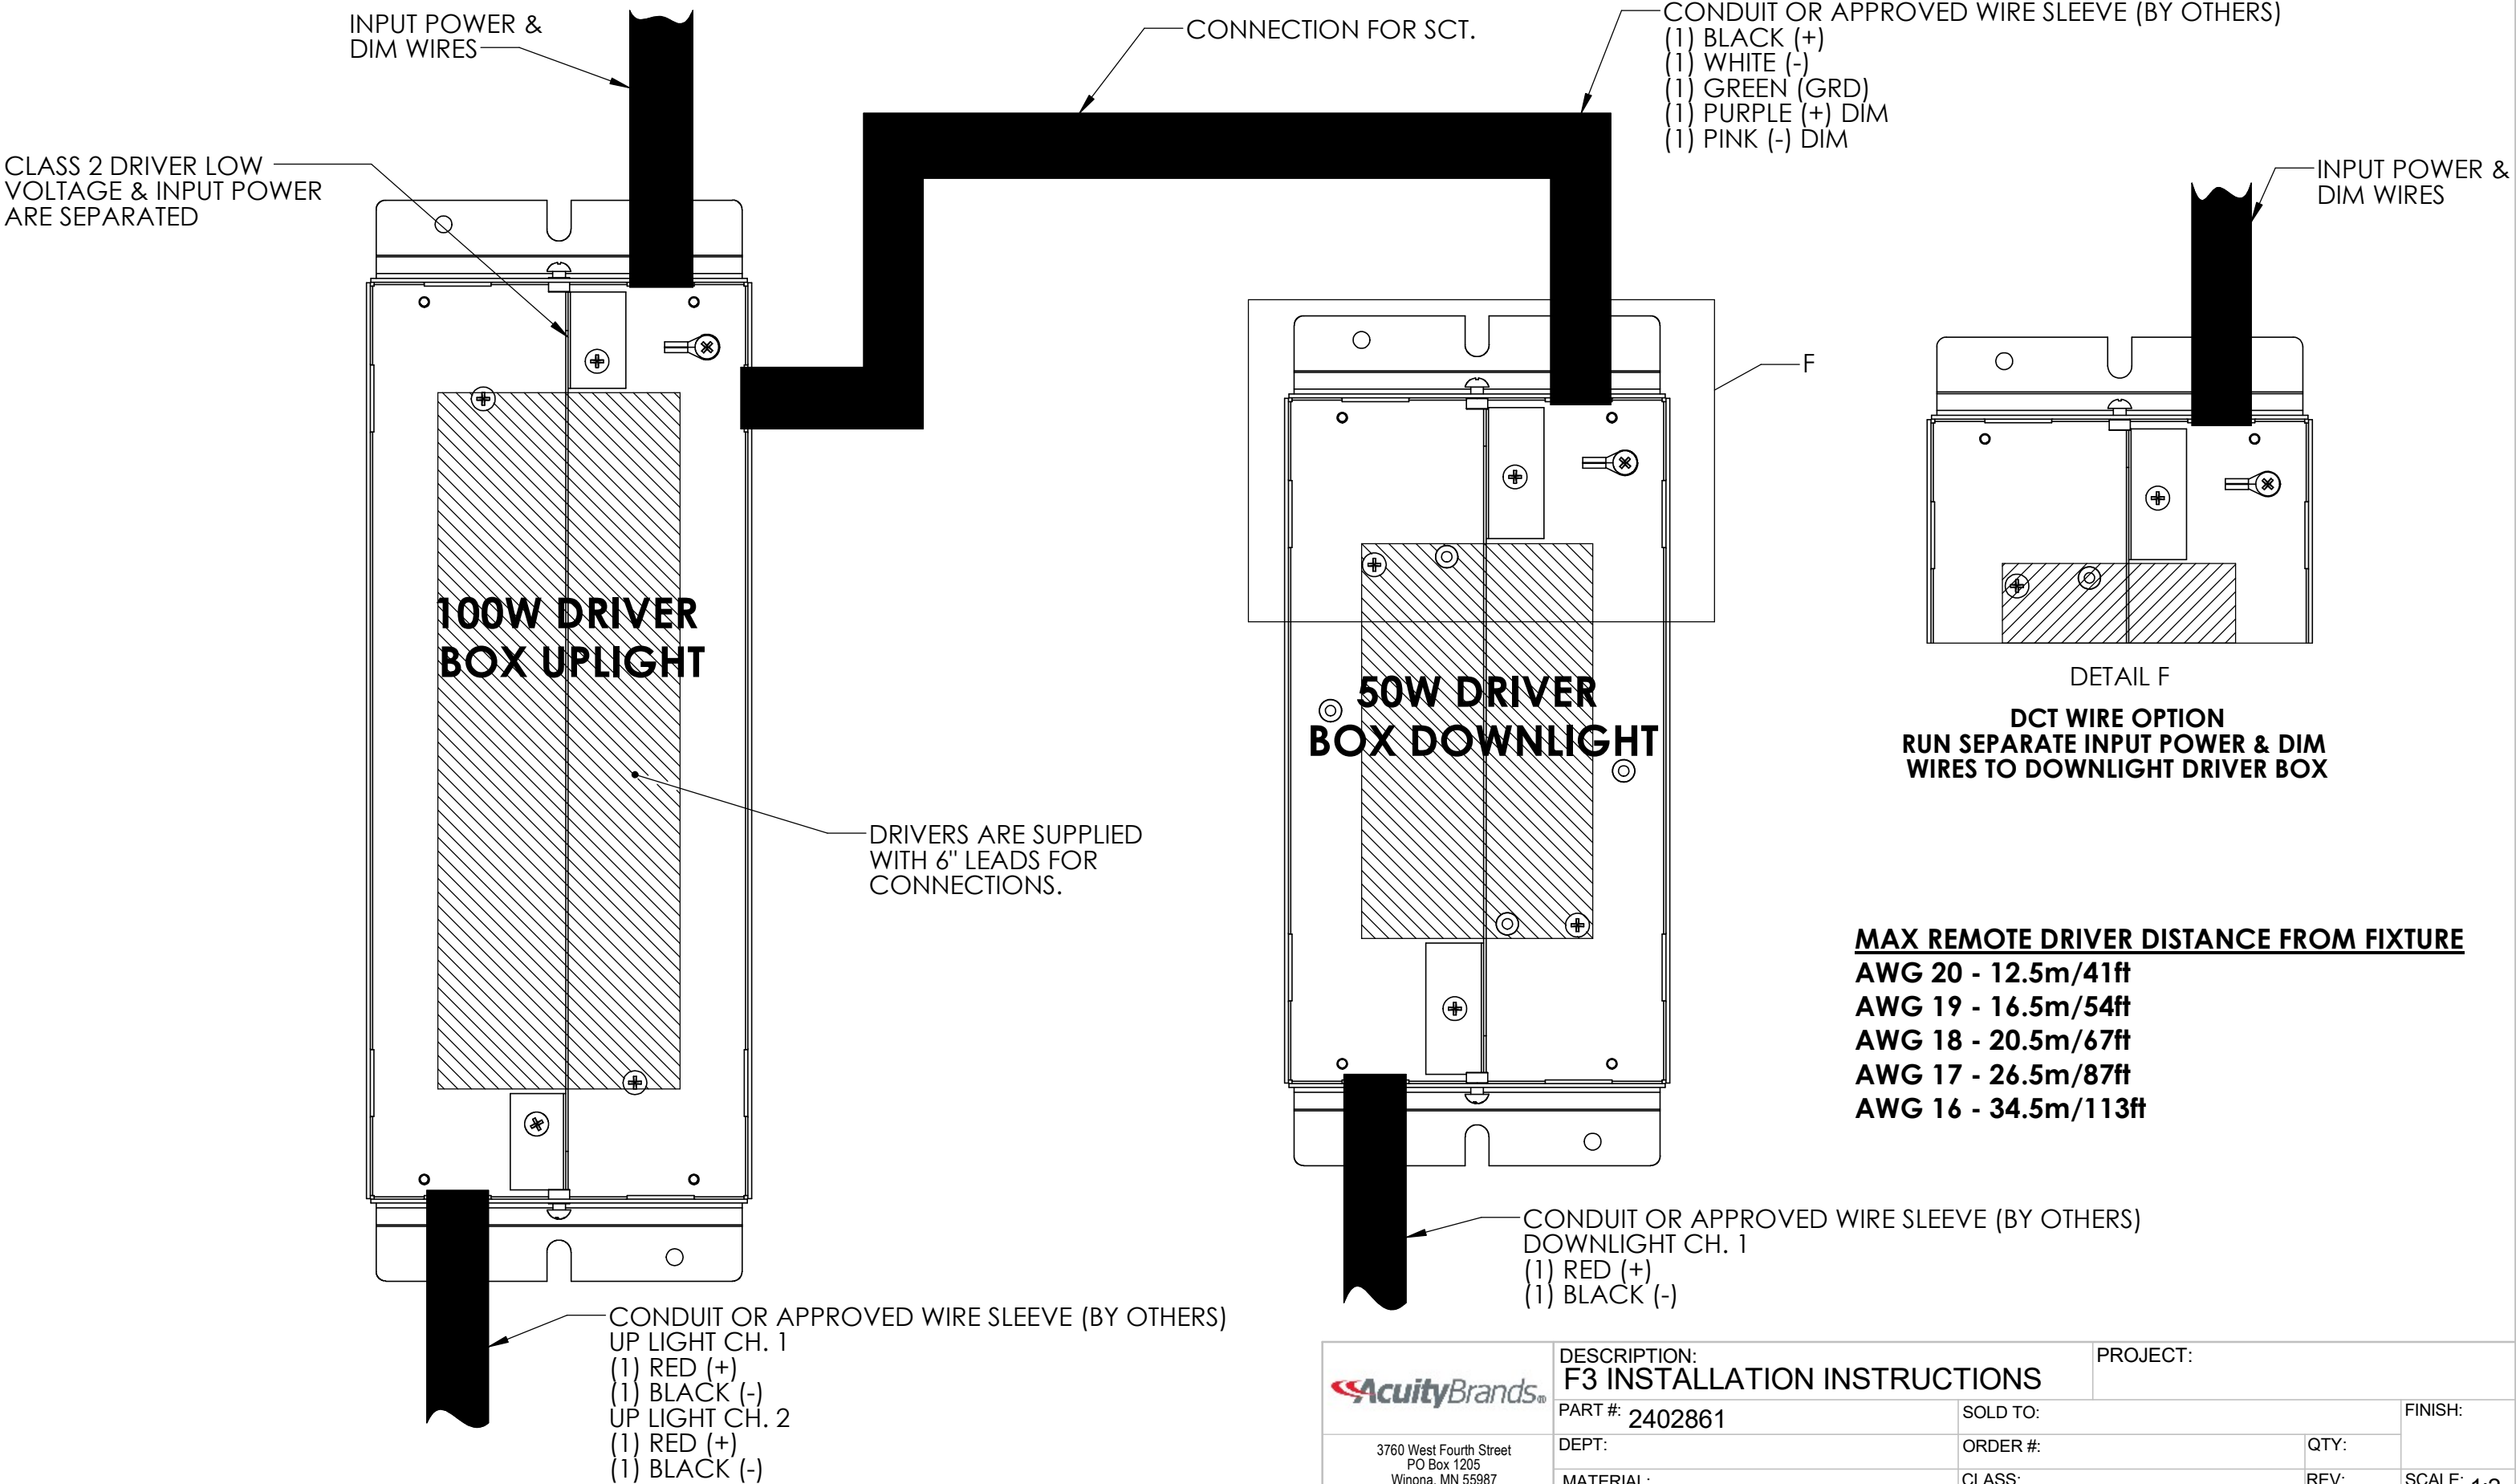 INPUT POWER &
DIM WIRES
CONNECTION FOR SCT.
CONDUIT OR APPROVED WIRE SLEEVE (BY OTHERS)
(1) BLACK (+)
(1) WHITE (-)
(1) GREEN (GRD)
(1) PURPLE (+) DIM
(1) PINK (-) DIM
CLASS 2 DRIVER LOW
VOLTAGE & INPUT POWER
ARE SEPARATED
INPUT POWER &
DIM WIRES
F
100W DRIVER
BOX UPLIGHT
50W DRIVER
BOX DOWNLIGHT
DETAIL F
DCT WIRE OPTION
RUN SEPARATE INPUT POWER & DIM
WIRES TO DOWNLIGHT DRIVER BOX
DRIVERS ARE SUPPLIED
WITH 6" LEADS FOR
CONNECTIONS.
MAX REMOTE DRIVER DISTANCE FROM FIXTURE
AWG 20 - 12.5m/41ft
AWG 19 - 16.5m/54ft
AWG 18 - 20.5m/67ft
AWG 17 - 26.5m/87ft
AWG 16 - 34.5m/113ft
CONDUIT OR APPROVED WIRE SLEEVE (BY OTHERS)
DOWNLIGHT CH. 1
(1) RED (+)
(1) BLACK (-)
CONDUIT OR APPROVED WIRE SLEEVE (BY OTHERS)
UP LIGHT CH. 1
(1) RED (+)
(1) BLACK (-)
UP LIGHT CH. 2
(1) RED (+)
(1) BLACK (-)
AcuityBrands®
3760 West Fourth Street
PO Box 1205
Winona, MN 55987
DESCRIPTION:
F3 INSTALLATION INSTRUCTIONS
PROJECT:
PART #: 2402861
SOLD TO:
FINISH:
DEPT:
ORDER #:
QTY:
MATERIAL:
CLASS:
REV:
SCALE: 1:2